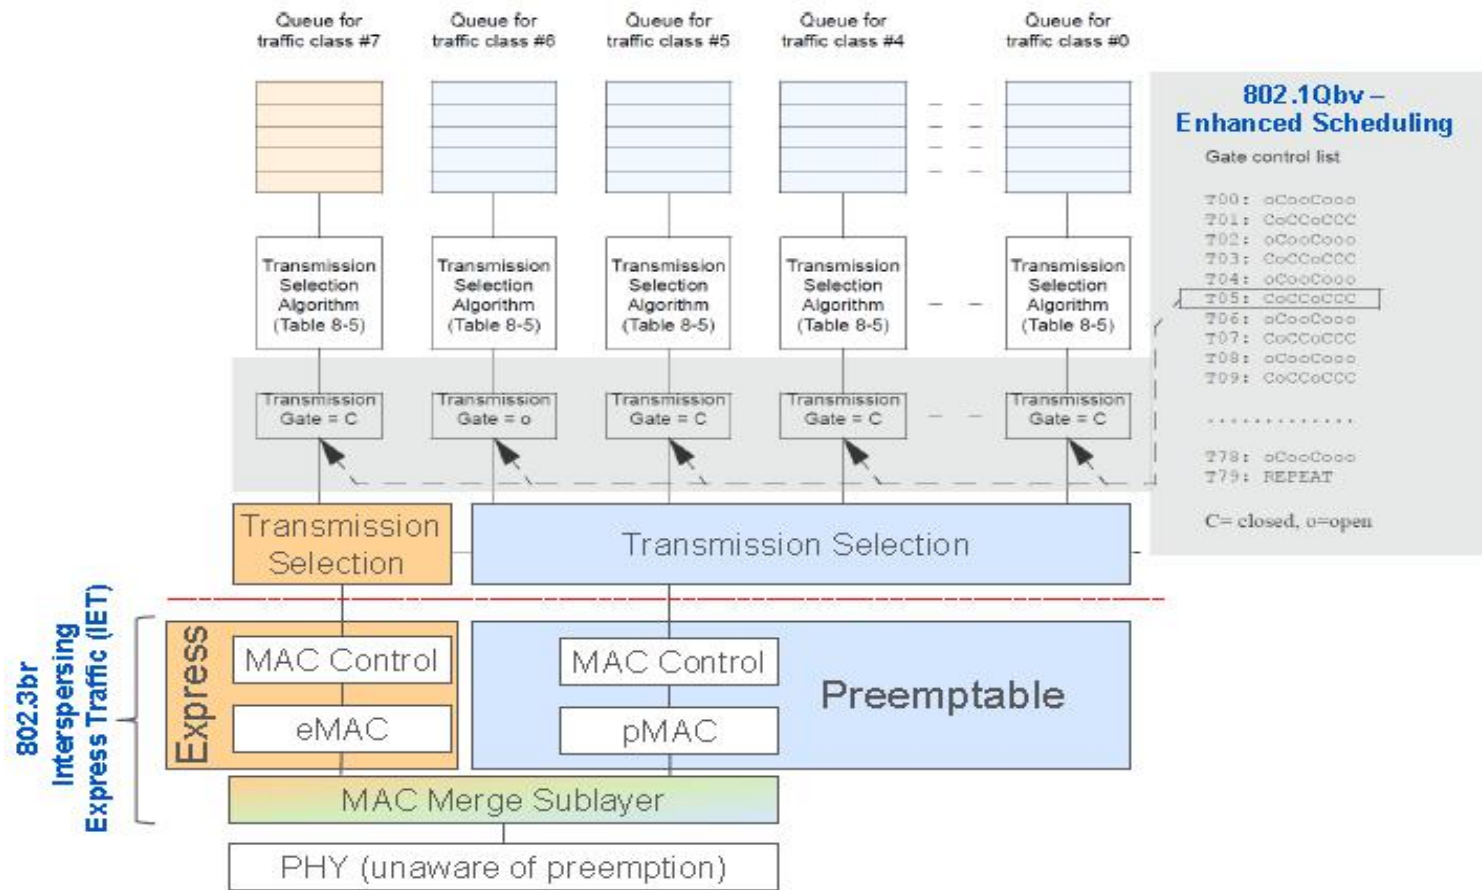 Queue for
traffic class #7
Queue for
traffic class #6
Queue for
traffic class #5
Queue for
traffic class #4
Queue for
traffic class #0
802.1Qbv –
Enhanced Scheduling
Gate control list
T00: oCooCooo
T01: CoCCoCCC
T02: oCooCooo
T03: CoCCoCCC
T04: oCooCooo
T05: CoCCoCCC
T06: oCooCooo
T07: CoCCoCCC
T08: oCooCooo
T09: CoCCoCCC
. . . . . . . . . . . . .
T78: oCooCooo
T79: REPEAT
C= closed, o=open
Transmission
Selection
Algorithm
(Table 8-5)
Transmission
Selection
Algorithm
(Table 8-5)
Transmission
Selection
Algorithm
(Table 8-5)
Transmission
Selection
Algorithm
(Table 8-5)
Transmission
Selection
Algorithm
(Table 8-5)
Transmission
Gate = C
Transmission
Gate = o
Transmission
Gate = C
Transmission
Gate = C
Transmission
Gate = C
Transmission
Selection
Transmission Selection
802.3br
Interspersing
Express Traffic (IET)
Express
MAC Control
eMAC
MAC Control
pMAC
Preemptable
MAC Merge Sublayer
PHY (unaware of preemption)